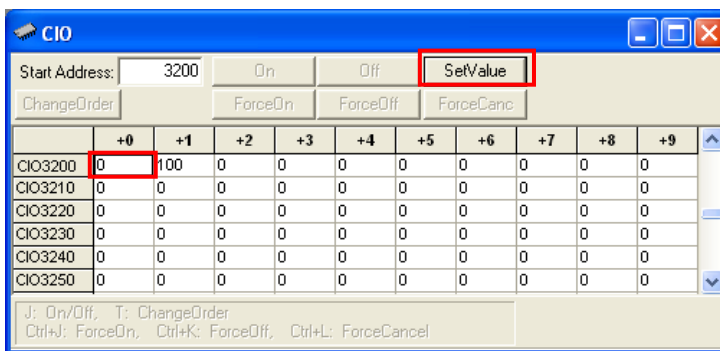 CIO
Start Address: 3200 On Off SetValue
ChangeOrder ForceOn ForceOff ForceCanc
+0 +1 +2 +3 +4 +5 +6 +7 +8 +9
CIO3200 0 100 0 0 0 0 0 0 0 0
CIO3210 0 0 0 0 0 0 0 0 0 0
CIO3220 0 0 0 0 0 0 0 0 0 0
CIO3230 0 0 0 0 0 0 0 0 0 0
CIO3240 0 0 0 0 0 0 0 0 0 0
CIO3250 0 0 0 0 0 0 0 0 0 0
J: On/Off, T: ChangeOrder
Ctrl+J: ForceOn, Ctrl+K: ForceOff, Ctrl+L: ForceCancel